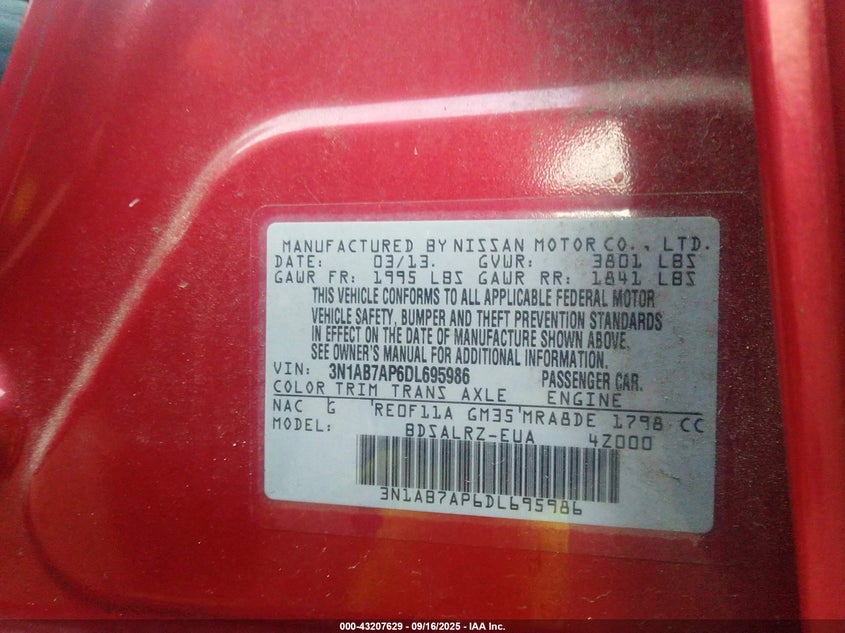 MANUFACTURED BY NISSAN MOTOR CO., LTD.
DATE: 03/13. GVWR: 3801 LBS
GAWR FR: 1995 LBS GAWR RR: 1841 LBS
THIS VEHICLE CONFORMS TO ALL APPLICABLE FEDERAL MOTOR
VEHICLE SAFETY, BUMPER AND THEFT PREVENTION STANDARDS
IN EFFECT ON THE DATE OF MANUFACTURE SHOWN ABOVE.
SEE OWNER'S MANUAL FOR ADDITIONAL INFORMATION.
VIN: 3N1AB7AP6DL695986 PASSENGER CAR.
COLOR TRIM TRANS AXLE ENGINE
NAC G RE0F11A GM35 MRA8DE 1798 CC
MODEL: BDSALRZ-EUA 4Z000
3N1AB7AP6DL695986
000-43207629 - 09/16/2025 - IAA Inc.